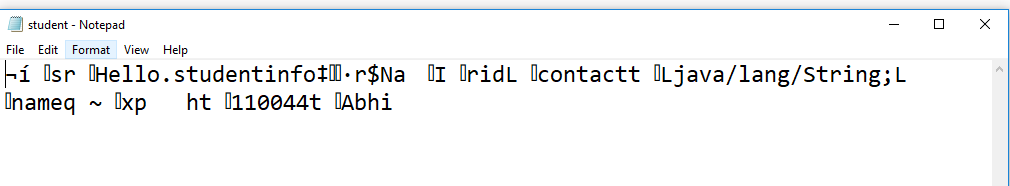 student - Notepad
File Edit Format View Help
¬í ▯sr ▯Hello.studentinfo‡▯▯·r$Na ▯I ▯ridL ▯contactt ▯Ljava/lang/String;L
▯nameq ~ ▯xp ht ▯110044t ▯Abhi